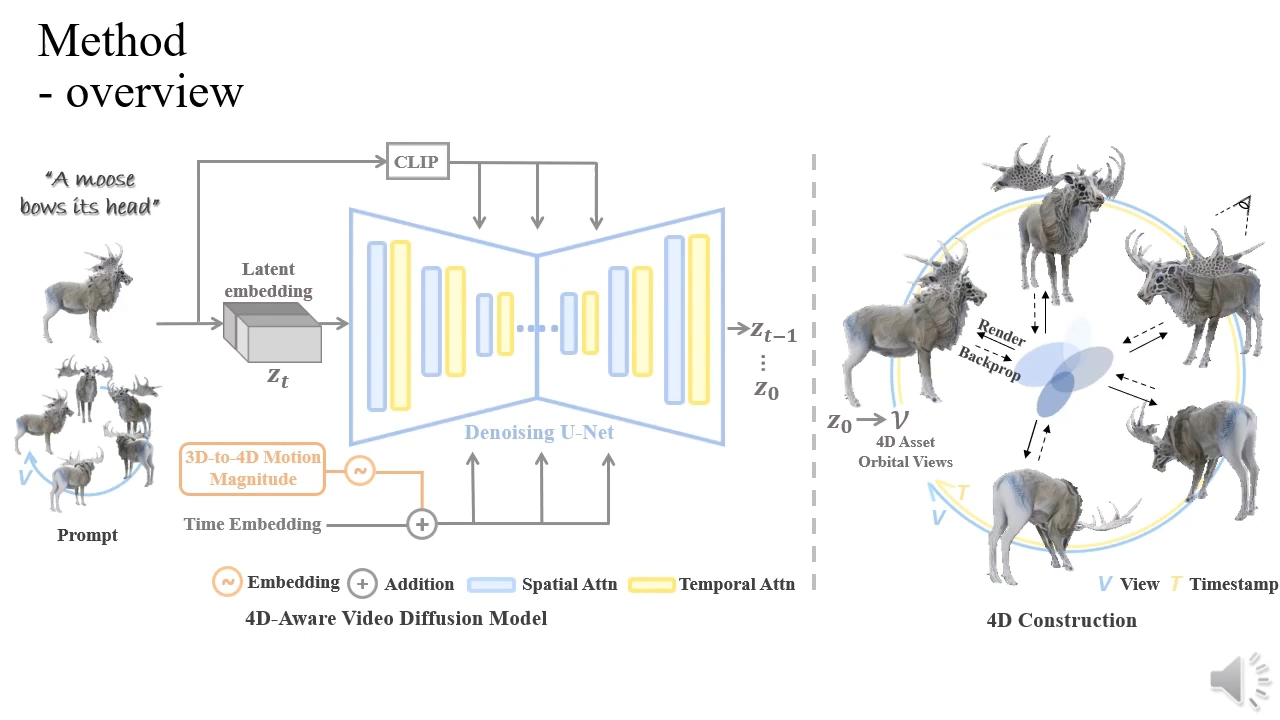 Method
- overview
"A moose
bows its head"
CLIP
Latent
embedding
z_t
Denoising U-Net
z_{t−1}
⋮
z_0
3D-to-4D Motion
Magnitude
~
Time Embedding
+
V
Prompt
~ Embedding + Addition Spatial Attn Temporal Attn
4D-Aware Video Diffusion Model
Render
Backprop
z_0 → 𝒱
4D Asset
Orbital Views
T
V
V View T Timestamp
4D Construction